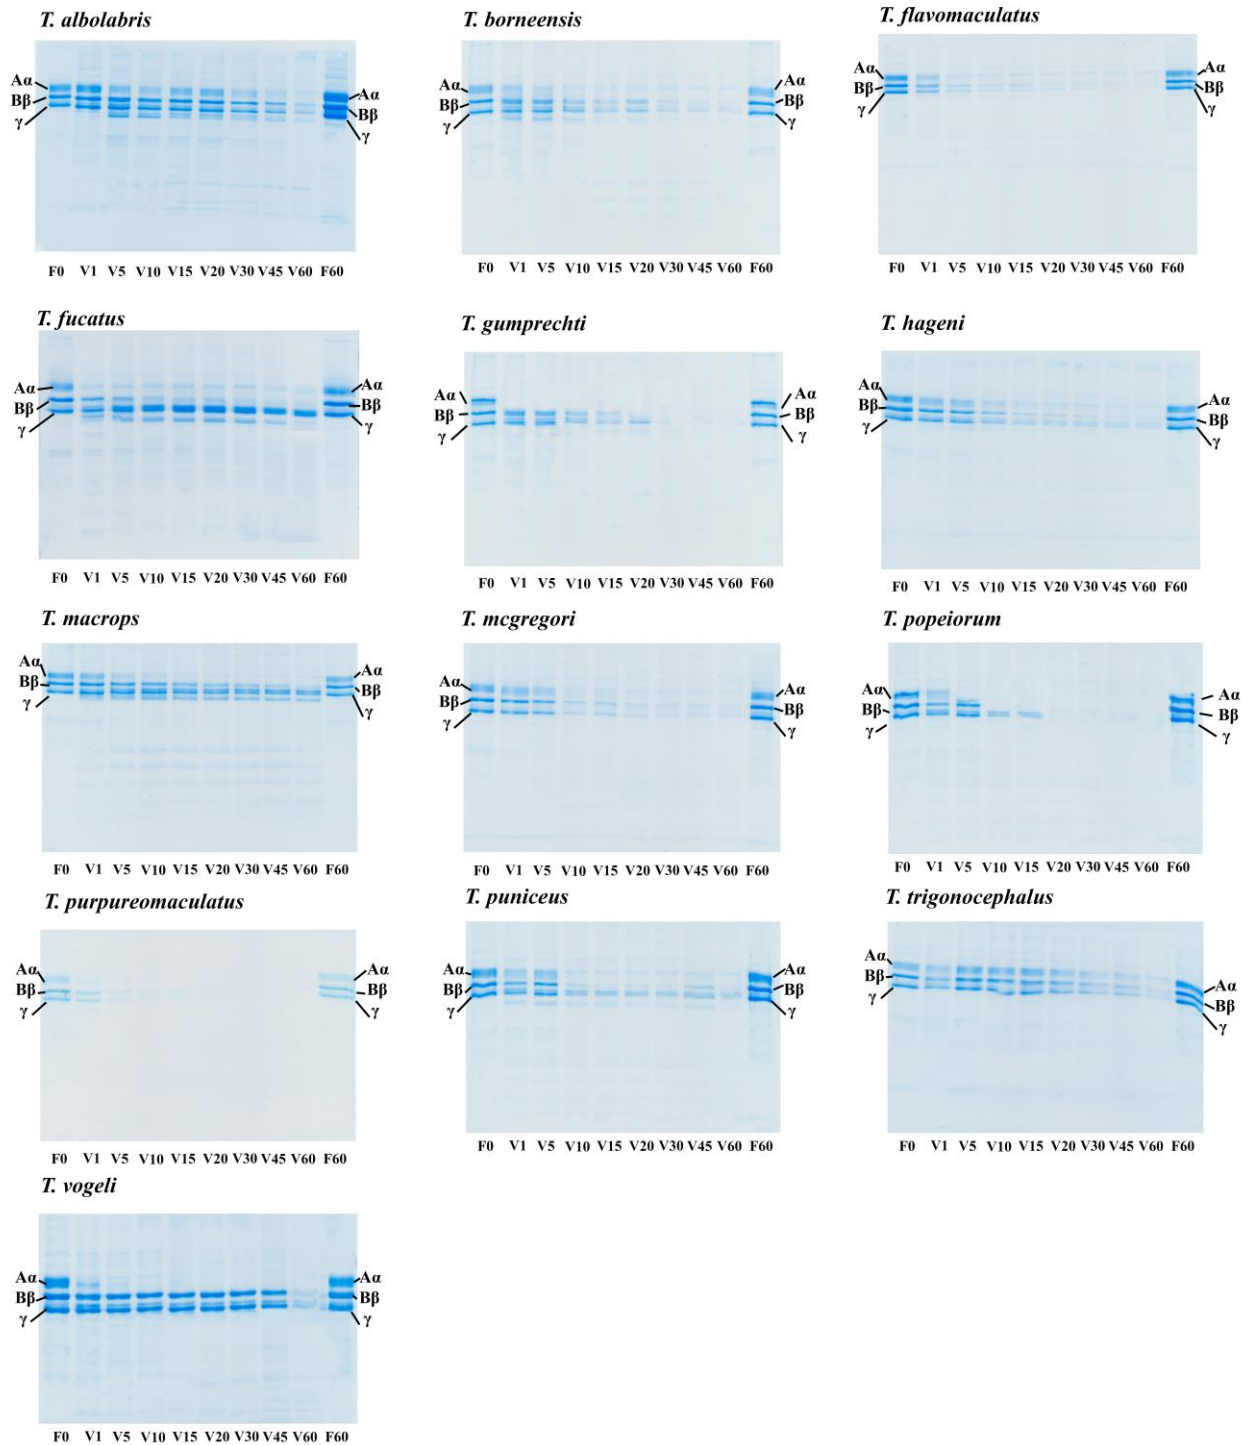 T. albolabris
Aα
Bβ
γ
Aα
Bβ
γ
F0 V1 V5 V10 V15 V20 V30 V45 V60 F60
T. borneensis
Aα
Bβ
γ
Aα
Bβ
γ
F0 V1 V5 V10 V15 V20 V30 V45 V60 F60
T. flavomaculatus
Aα
Bβ
γ
Aα
Bβ
γ
F0 V1 V5 V10 V15 V20 V30 V45 V60 F60
T. fucatus
Aα
Bβ
γ
Aα
Bβ
γ
F0 V1 V5 V10 V15 V20 V30 V45 V60 F60
T. gumprechti
Aα
Bβ
γ
Aα
Bβ
γ
F0 V1 V5 V10 V15 V20 V30 V45 V60 F60
T. hageni
Aα
Bβ
γ
Aα
Bβ
γ
F0 V1 V5 V10 V15 V20 V30 V45 V60 F60
T. macrops
Aα
Bβ
γ
Aα
Bβ
γ
F0 V1 V5 V10 V15 V20 V30 V45 V60 F60
T. mcgregori
Aα
Bβ
γ
Aα
Bβ
γ
F0 V1 V5 V10 V15 V20 V30 V45 V60 F60
T. popeiorum
Aα
Bβ
γ
Aα
Bβ
γ
F0 V1 V5 V10 V15 V20 V30 V45 V60 F60
T. purpureomaculatus
Aα
Bβ
γ
Aα
Bβ
γ
F0 V1 V5 V10 V15 V20 V30 V45 V60 F60
T. puniceus
Aα
Bβ
γ
Aα
Bβ
γ
F0 V1 V5 V10 V15 V20 V30 V45 V60 F60
T. trigonocephalus
Aα
Bβ
γ
Aα
Bβ
γ
F0 V1 V5 V10 V15 V20 V30 V45 V60 F60
T. vogeli
Aα
Bβ
γ
Aα
Bβ
γ
F0 V1 V5 V10 V15 V20 V30 V45 V60 F60